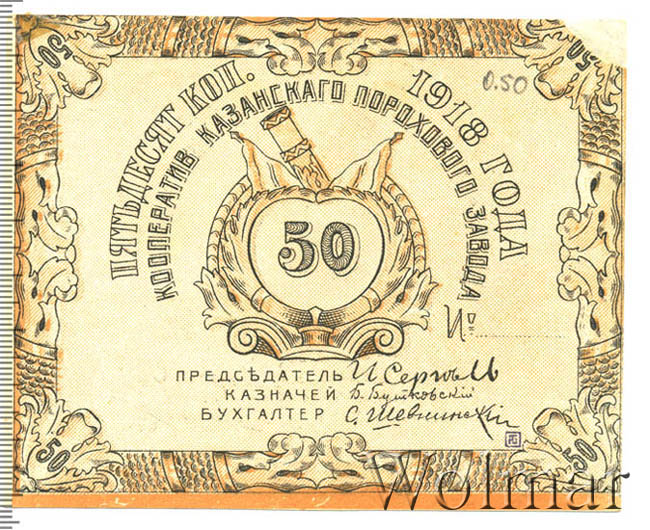 50
50
ПЯТЬДЕСЯТ КОП. 1918 ГОДА
0.50
КООПЕРАТИВ КАЗАНСКАГО ПОРОХОВОГО ЗАВОДА
50
№
ПРЕДСѢДАТЕЛЬ
КАЗНАЧЕЙ Б. Бутковскій
БУХГАЛТЕР С.
50
50
Wolmar